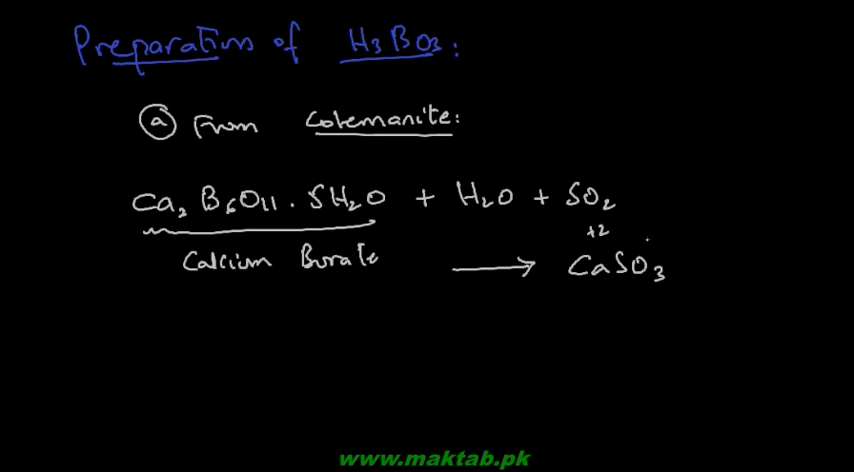 Preparation of H₃BO₃:
(a) From Colemanite:
Ca₂B₆O₁₁.5H₂O + H₂O + SO₂
+2
Calcium Borate ⟶ CaSO₃
www.maktab.pk